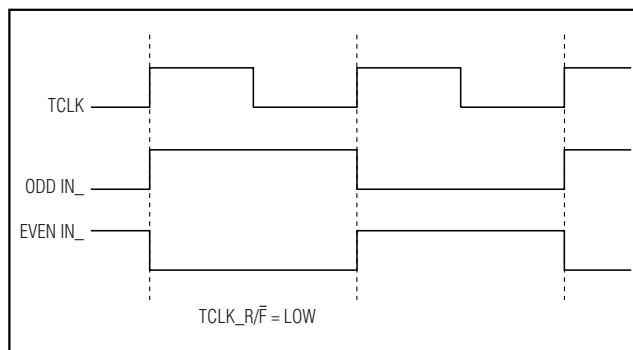 TCLK
ODD IN_
EVEN IN_
TCLK_R/F̅ = LOW